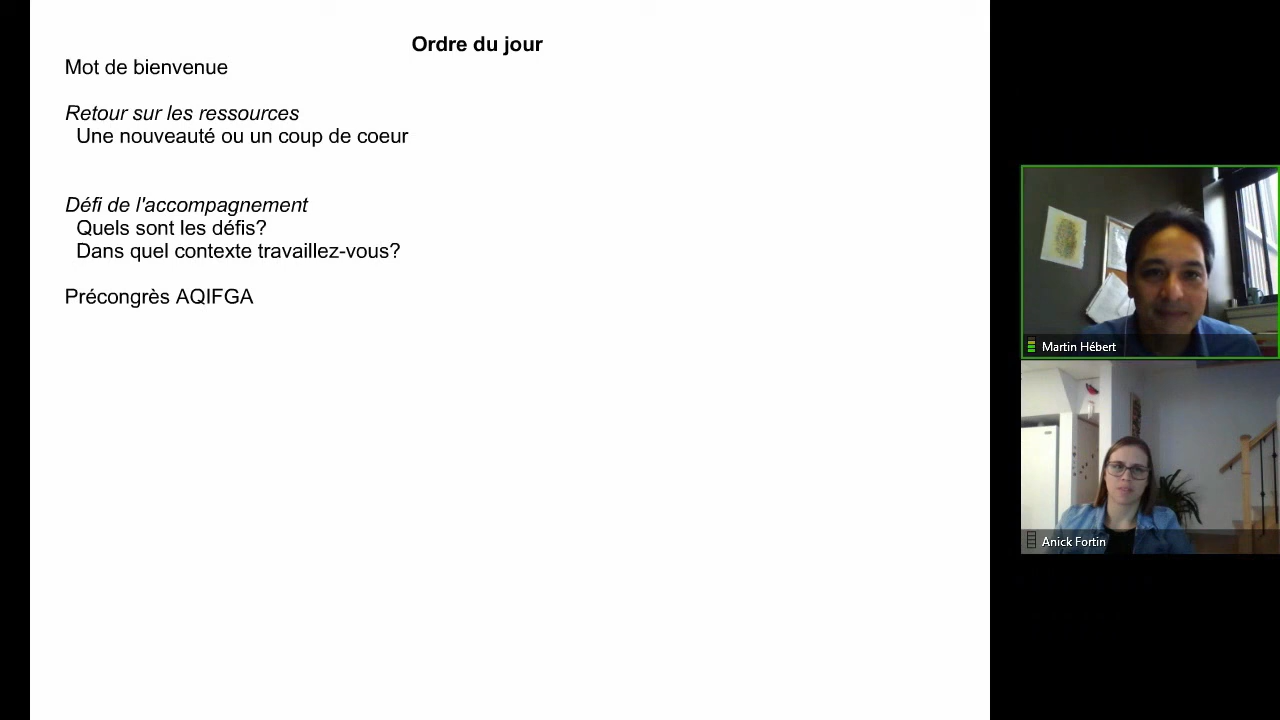 Ordre du jour
Mot de bienvenue
Retour sur les ressources
Une nouveauté ou un coup de coeur
Défi de l'accompagnement
Quels sont les défis?
Dans quel contexte travaillez-vous?
Précongrès AQIFGA
Martin Hébert
Anick Fortin